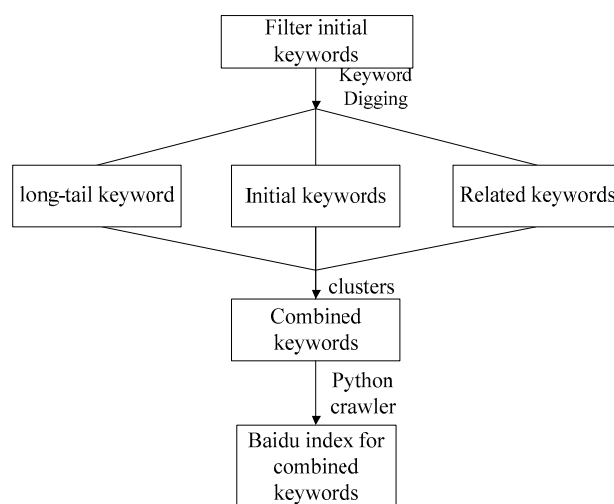 Filter initial
keywords
Keyword
Digging
long-tail keyword
Initial keywords
Related keywords
clusters
Combined
keywords
Python
crawler
Baidu index for
combined
keywords